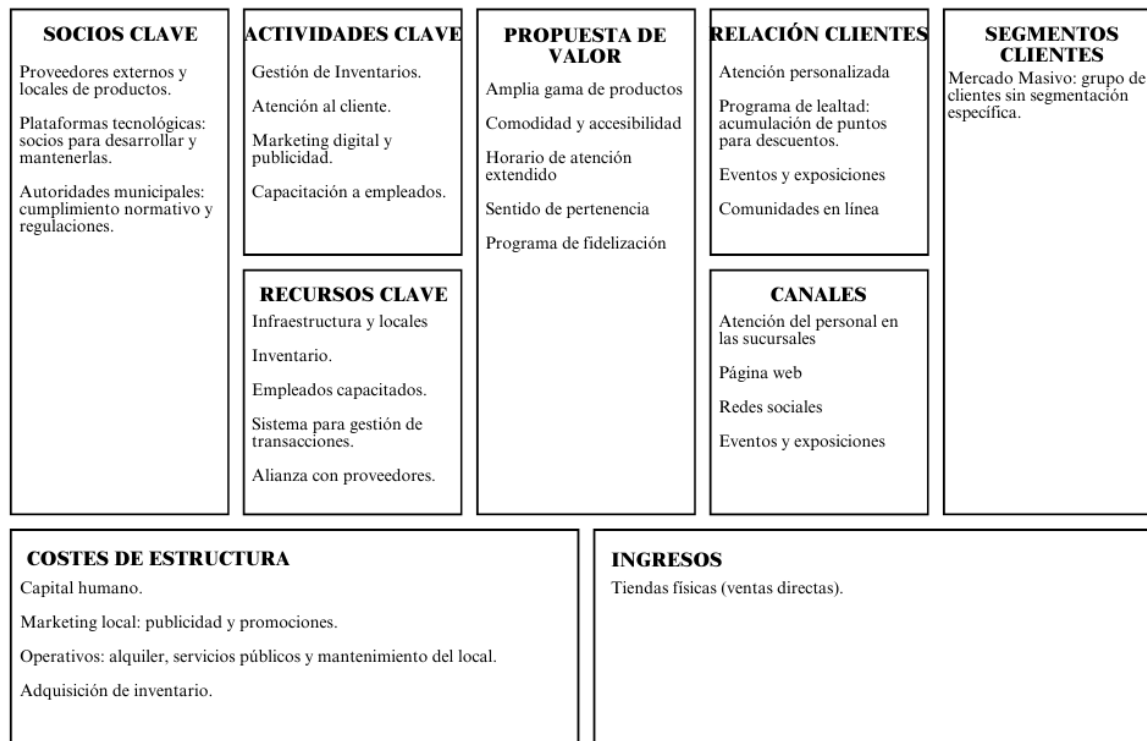 SOCIOS CLAVE
Proveedores externos y
locales de productos.
Plataformas tecnológicas:
socios para desarrollar y
mantenerlas.
Autoridades municipales:
cumplimiento normativo y
regulaciones.
ACTIVIDADES CLAVE
Gestión de Inventarios.
Atención al cliente.
Marketing digital y
publicidad.
Capacitación a empleados.
RECURSOS CLAVE
Infraestructura y locales
Inventario.
Empleados capacitados.
Sistema para gestión de
transacciones.
Alianza con proveedores.
PROPUESTA DE
VALOR
Amplia gama de productos
Comodidad y accesibilidad
Horario de atención
extendido
Sentido de pertenencia
Programa de fidelización
RELACIÓN CLIENTES
Atención personalizada
Programa de lealtad:
acumulación de puntos
para descuentos.
Eventos y exposiciones
Comunidades en línea
CANALES
Atención del personal en
las sucursales
Página web
Redes sociales
Eventos y exposiciones
SEGMENTOS
CLIENTES
Mercado Masivo: grupo de
clientes sin segmentación
específica.
COSTES DE ESTRUCTURA
Capital humano.
Marketing local: publicidad y promociones.
Operativos: alquiler, servicios públicos y mantenimiento del local.
Adquisición de inventario.
INGRESOS
Tiendas físicas (ventas directas).